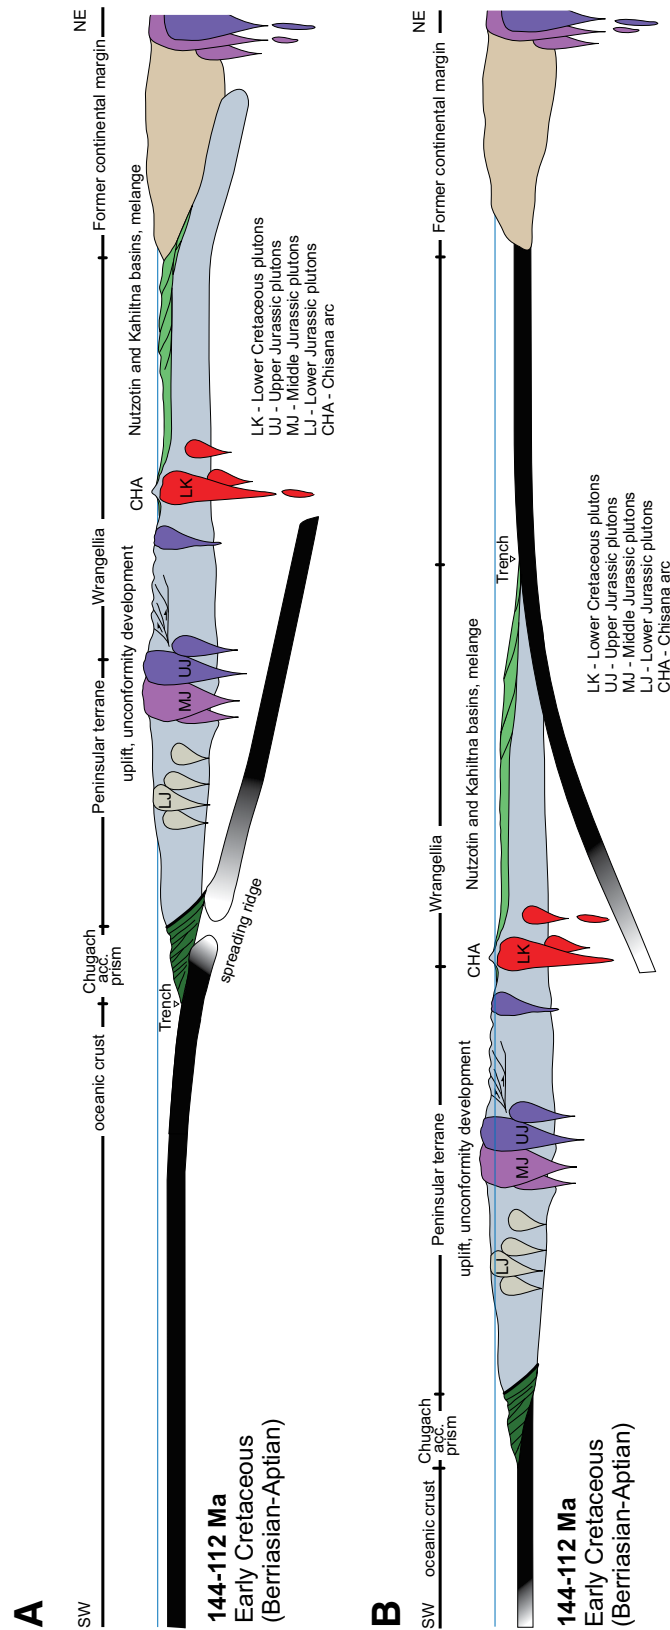 A
SW
NE
oceanic crust
Chugach
acc.
prism
Peninsular terrane
Wrangellia
Former continental margin
Trench
uplift, unconformity development
CHA
Nutzotin and Kahiltna basins, melange
LJ
MJ
UJ
LK
spreading ridge
144-112 Ma
Early Cretaceous
(Berriasian-Aptian)
LK - Lower Cretaceous plutons
UJ - Upper Jurassic plutons
MJ - Middle Jurassic plutons
LJ - Lower Jurassic plutons
CHA - Chisana arc
B
SW
NE
oceanic crust
Chugach
acc.
prism
Peninsular terrane
Wrangellia
Former continental margin
uplift, unconformity development
CHA
Nutzotin and Kahiltna basins, melange
Trench
LJ
MJ
UJ
LK
144-112 Ma
Early Cretaceous
(Berriasian-Aptian)
LK - Lower Cretaceous plutons
UJ - Upper Jurassic plutons
MJ - Middle Jurassic plutons
LJ - Lower Jurassic plutons
CHA - Chisana arc